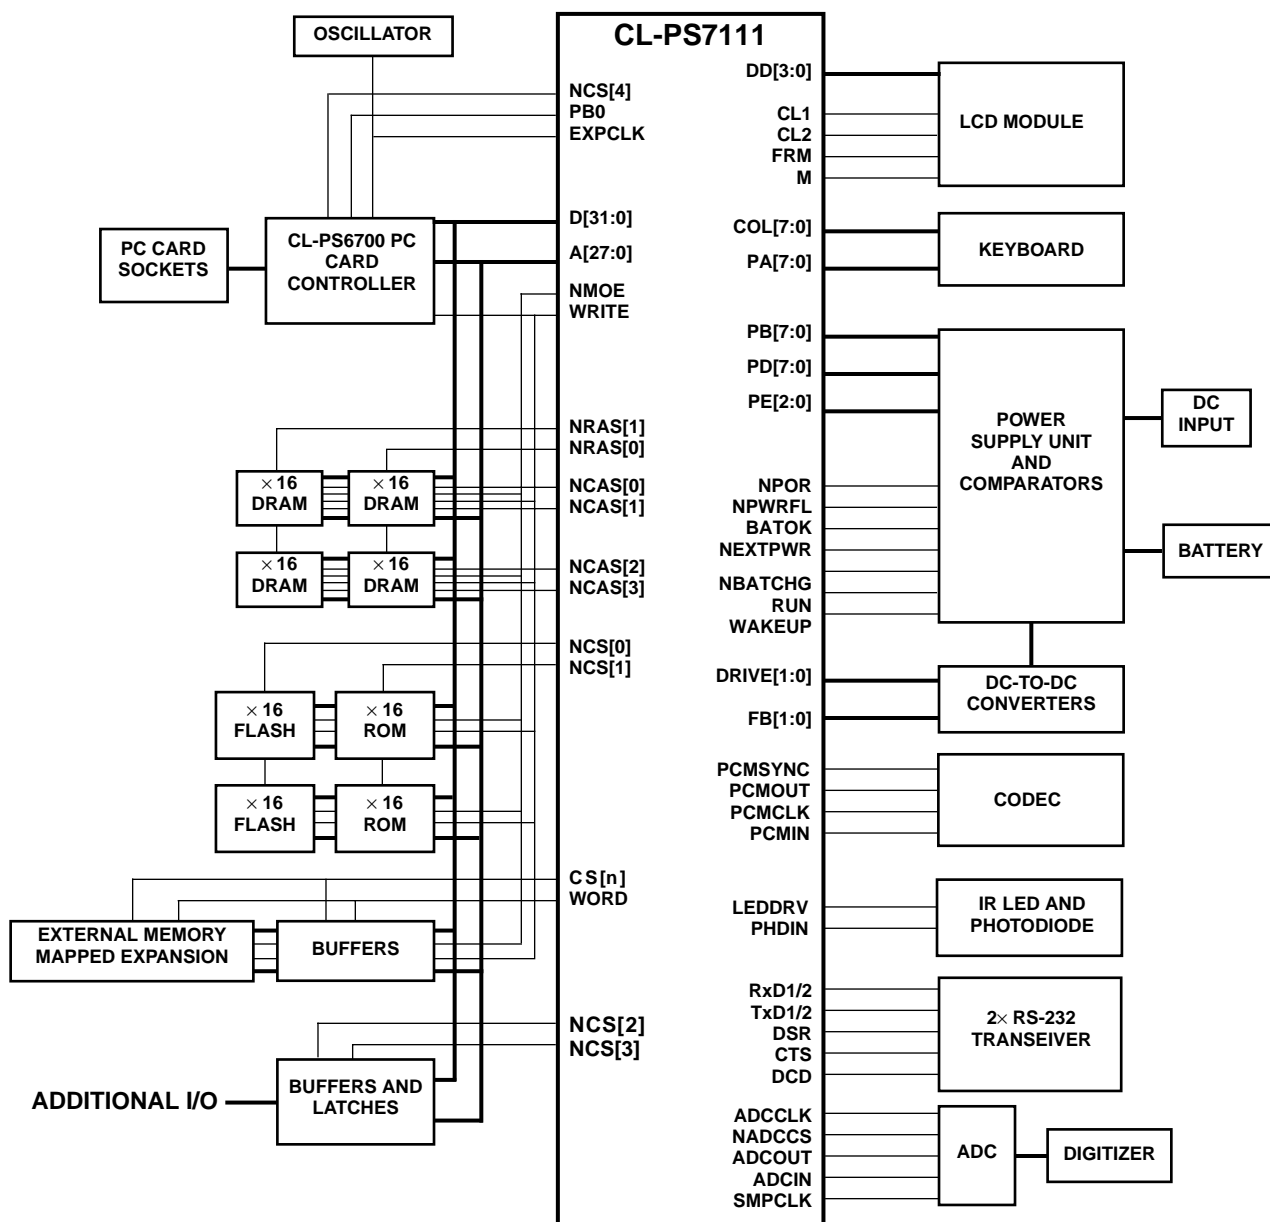 CL-PS7111
OSCILLATOR
NCS[4]
PB0
EXPCLK
D[31:0]
A[27:0]
NMOE
WRITE
PC CARD
SOCKETS
CL-PS6700 PC
CARD
CONTROLLER
NRAS[1]
NRAS[0]
NCAS[0]
NCAS[1]
NCAS[2]
NCAS[3]
× 16
DRAM
× 16
DRAM
× 16
DRAM
× 16
DRAM
NCS[0]
NCS[1]
× 16
FLASH
× 16
ROM
× 16
FLASH
× 16
ROM
CS[n]
WORD
EXTERNAL MEMORY
MAPPED EXPANSION
BUFFERS
NCS[2]
NCS[3]
ADDITIONAL I/O
BUFFERS AND
LATCHES
DD[3:0]
CL1
CL2
FRM
M
LCD MODULE
COL[7:0]
PA[7:0]
KEYBOARD
PB[7:0]
PD[7:0]
PE[2:0]
NPOR
NPWRFL
BATOK
NEXTPWR
NBATCHG
RUN
WAKEUP
POWER
SUPPLY UNIT
AND
COMPARATORS
DC
INPUT
BATTERY
DRIVE[1:0]
FB[1:0]
DC-TO-DC
CONVERTERS
PCMSYNC
PCMOUT
PCMCLK
PCMIN
CODEC
LEDDRV
PHDIN
IR LED AND
PHOTODIODE
RxD1/2
TxD1/2
DSR
CTS
DCD
2× RS-232
TRANSEIVER
ADCCLK
NADCCS
ADCOUT
ADCIN
SMPCLK
ADC
DIGITIZER